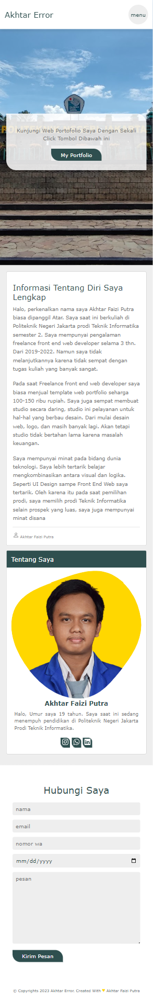 Akhtar Error
menu
Kunjungi Web Portofolio Saya Dengan Sekali
Click Tombol Dibawah ini
My Portfolio
Informasi Tentang Diri Saya
Lengkap
Halo, perkenalkan nama saya Akhtar Faizi Putra
biasa dipanggil Atar. Saya saat ini berkuliah di
Politeknik Negeri Jakarta prodi Teknik Informatika
semester 2. Saya mempunyai pengalaman
freelance front end web developer selama 3 thn.
Dari 2019-2022. Namun saya tidak
melanjutkannya karena tidak sempat dengan
tugas kuliah yang banyak sangat.
Pada saat Freelance front end web developer saya
biasa menjual template web portfolio seharga
100-150 ribu rupiah. Saya juga sempat membuat
studio secara daring, studio ini pelayanan untuk
hal-hal yang berbau desain. Dari mulai desain
web, logo, dan masih banyak lagi. Akan tetapi
studio tidak bertahan lama karena masalah
keuangan.
Saya mempunyai minat pada bidang dunia
teknologi. Saya lebih tertarik belajar
mengkombinasikan antara visual dan logika.
Seperti UI Design sampe Front End Web saya
tertarik. Oleh karena itu pada saat pemilihan
prodi, saya memilih prodi Teknik Informatika
selain prospek yang luas, saya juga mempunyai
minat disana
Akhtar Faizi Putra
Tentang Saya
Akhtar Faizi Putra
Halo, Umur saya 19 tahun. Saya saat ini sedang
menempuh pendidikan di Politeknik Negeri Jakarta
Prodi Teknik Informatika.
Hubungi Saya
nama
email
nomor wa
mm/dd/yyyy
pesan
Kirim Pesan
© Copyrights 2023 Akhtar Error. Created With ♥ Akhtar Faizi Putra